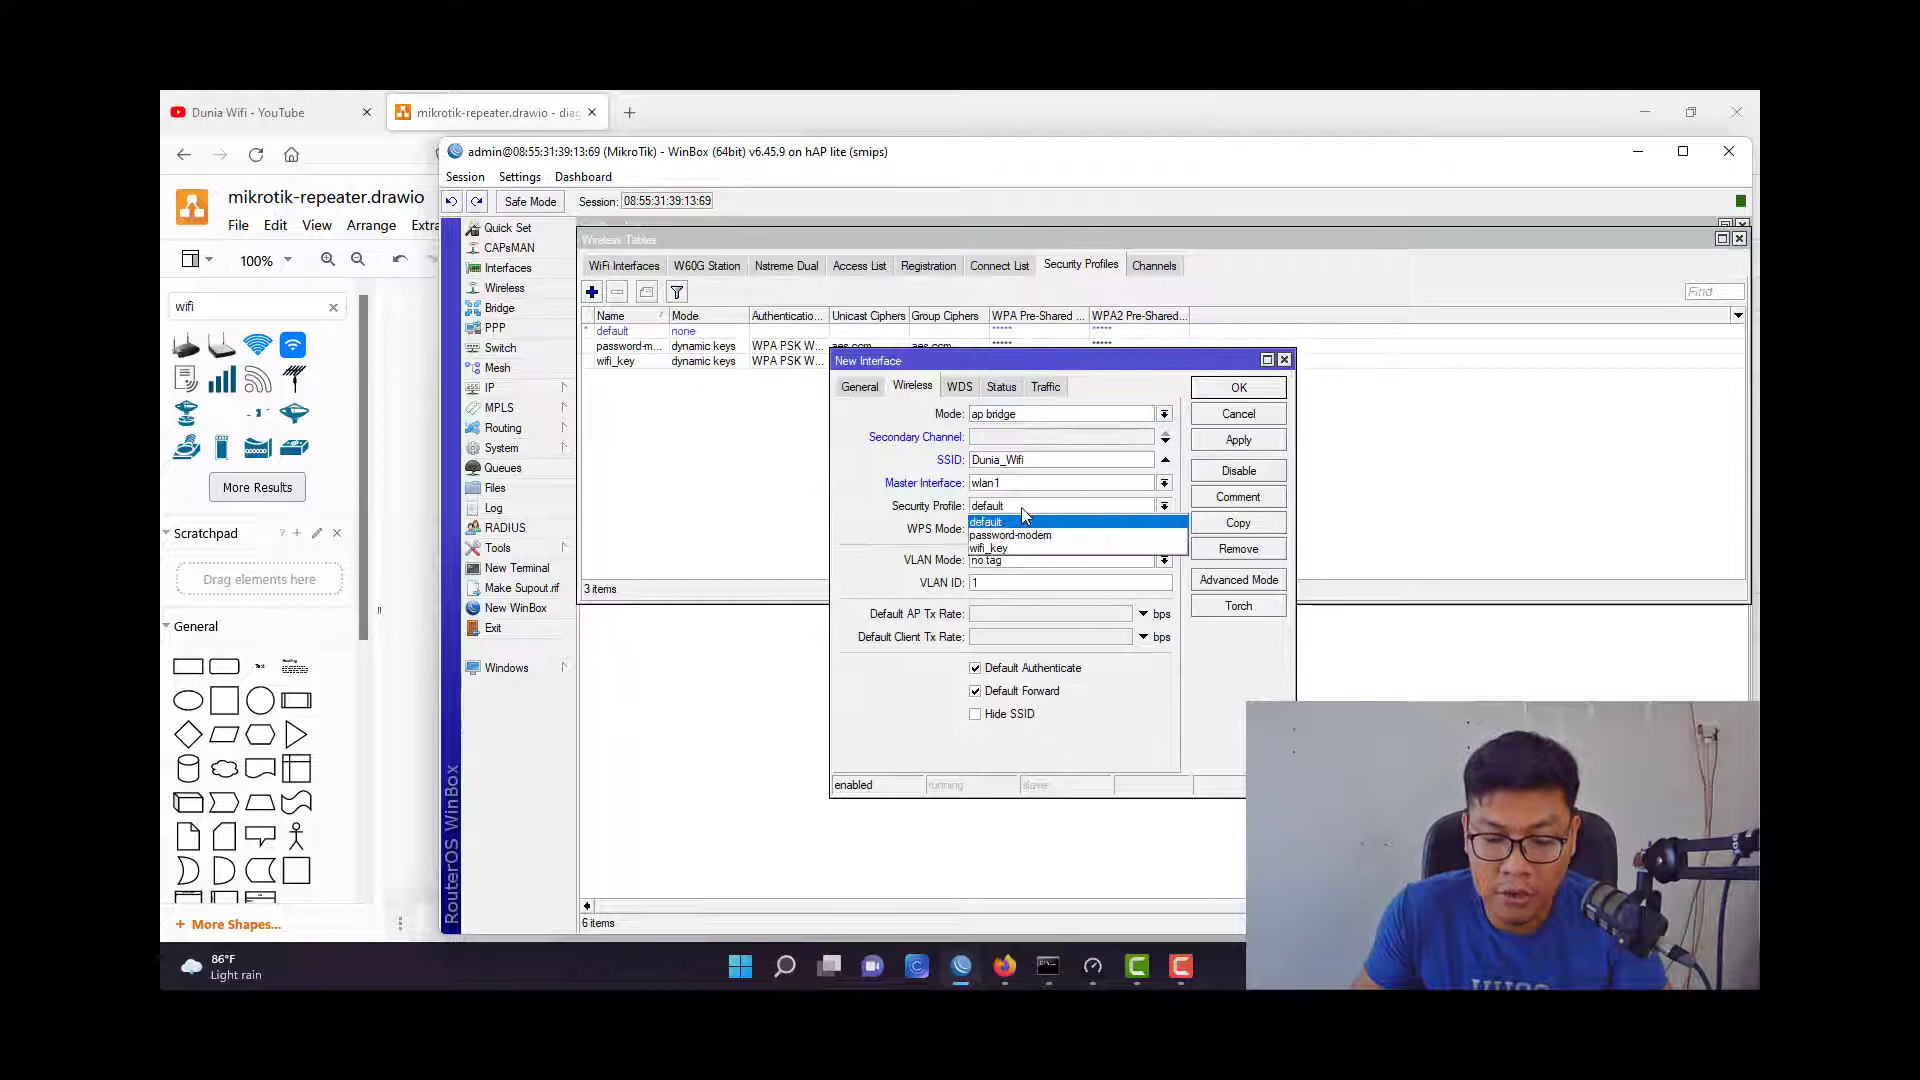 Dunia Wifi - YouTube
mikrotik-repeater.drawio - diag
admin@08:55:31:39:13:69 (MikroTik) - WinBox (64bit) v6.45.9 on hAP lite (smips)
Session Settings Dashboard
Safe Mode Session: 08:55:31:39:13:69
mikrotik-repeater.drawio
File Edit View Arrange Extra
100%
wifi
More Results
Scratchpad
?
Drag elements here
General
Text
Heading
+ More Shapes...
Quick Set
CAPsMAN
Interfaces
Wireless
Bridge
PPP
Switch
Mesh
IP
MPLS
Routing
System
Queues
Files
Log
RADIUS
Tools
New Terminal
Make Supout.rif
New WinBox
Exit
Windows
RouterOS WinBox
Wireless Tables
WiFi Interfaces W60G Station Nstreme Dual Access List Registration Connect List Security Profiles Channels
Find
Name Mode Authenticatio... Unicast Ciphers Group Ciphers WPA Pre-Shared ... WPA2 Pre-Shared...
* default none ***** *****
password-m... dynamic keys WPA PSK W... aes ccm aes ccm ***** *****
wifi_key dynamic keys WPA PSK W...
3 items
New Interface
General Wireless WDS Status Traffic
Mode: ap bridge
Secondary Channel:
SSID: Dunia_Wifi
Master Interface: wlan1
Security Profile: default
default
password-modem
wifi_key
WPS Mode:
VLAN Mode: no tag
VLAN ID: 1
Default AP Tx Rate: bps
Default Client Tx Rate: bps
Default Authenticate
Default Forward
Hide SSID
OK
Cancel
Apply
Disable
Comment
Copy
Remove
Advanced Mode
Torch
enabled running slave
6 items
86°F
Light rain